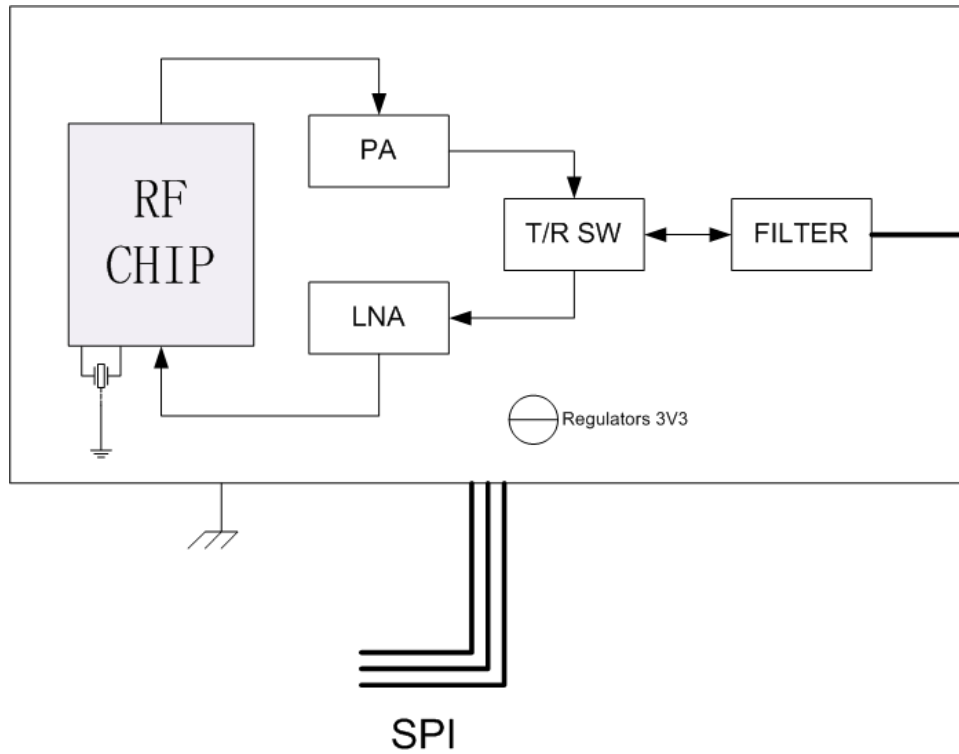 PA
RF
CHIP
T/R SW
FILTER
LNA
Regulators 3V3
SPI